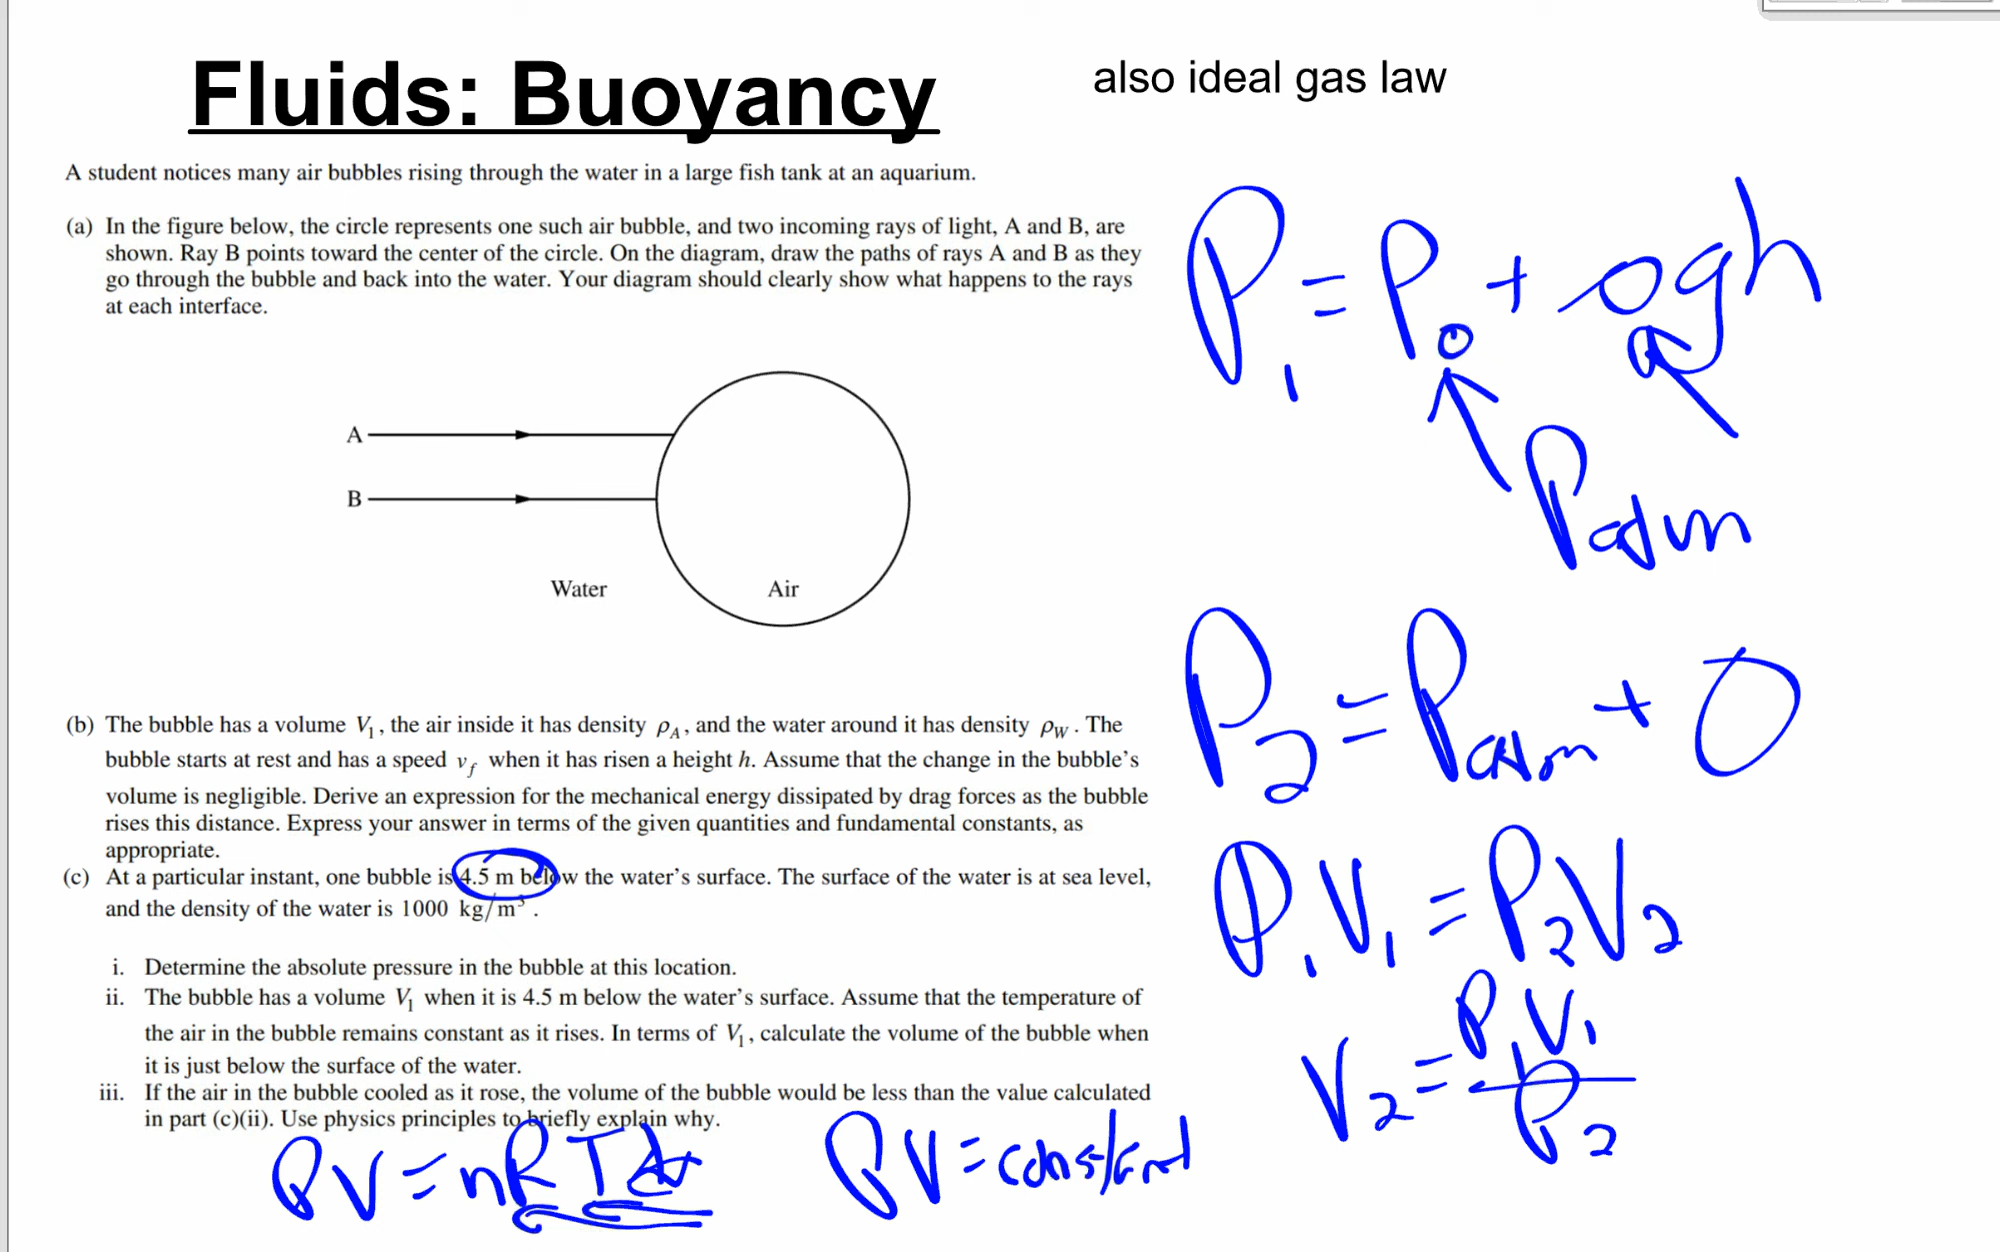 Fluids: Buoyancy
also ideal gas law
A student notices many air bubbles rising through the water in a large fish tank at an aquarium.
(a) In the figure below, the circle represents one such air bubble, and two incoming rays of light, A and B, are
shown. Ray B points toward the center of the circle. On the diagram, draw the paths of rays A and B as they
go through the bubble and back into the water. Your diagram should clearly show what happens to the rays
at each interface.
A
B
Water
Air
(b) The bubble has a volume V₁, the air inside it has density ρ_A, and the water around it has density ρ_W. The
bubble starts at rest and has a speed v_f when it has risen a height h. Assume that the change in the bubble's
volume is negligible. Derive an expression for the mechanical energy dissipated by drag forces as the bubble
rises this distance. Express your answer in terms of the given quantities and fundamental constants, as
appropriate.
(c) At a particular instant, one bubble is 4.5 m below the water's surface. The surface of the water is at sea level,
and the density of the water is 1000 kg/m³.
i. Determine the absolute pressure in the bubble at this location.
ii. The bubble has a volume V₁ when it is 4.5 m below the water's surface. Assume that the temperature of
the air in the bubble remains constant as it rises. In terms of V₁, calculate the volume of the bubble when
it is just below the surface of the water.
iii. If the air in the bubble cooled as it rose, the volume of the bubble would be less than the value calculated
in part (c)(ii). Use physics principles to briefly explain why.
P₁ = P₀ + ρgh
Patm
P₂ = Patm + 0
P₁V₁ = P₂V₂
V₂ = P₁V₁
P₂
PV = nRT
PV = constant